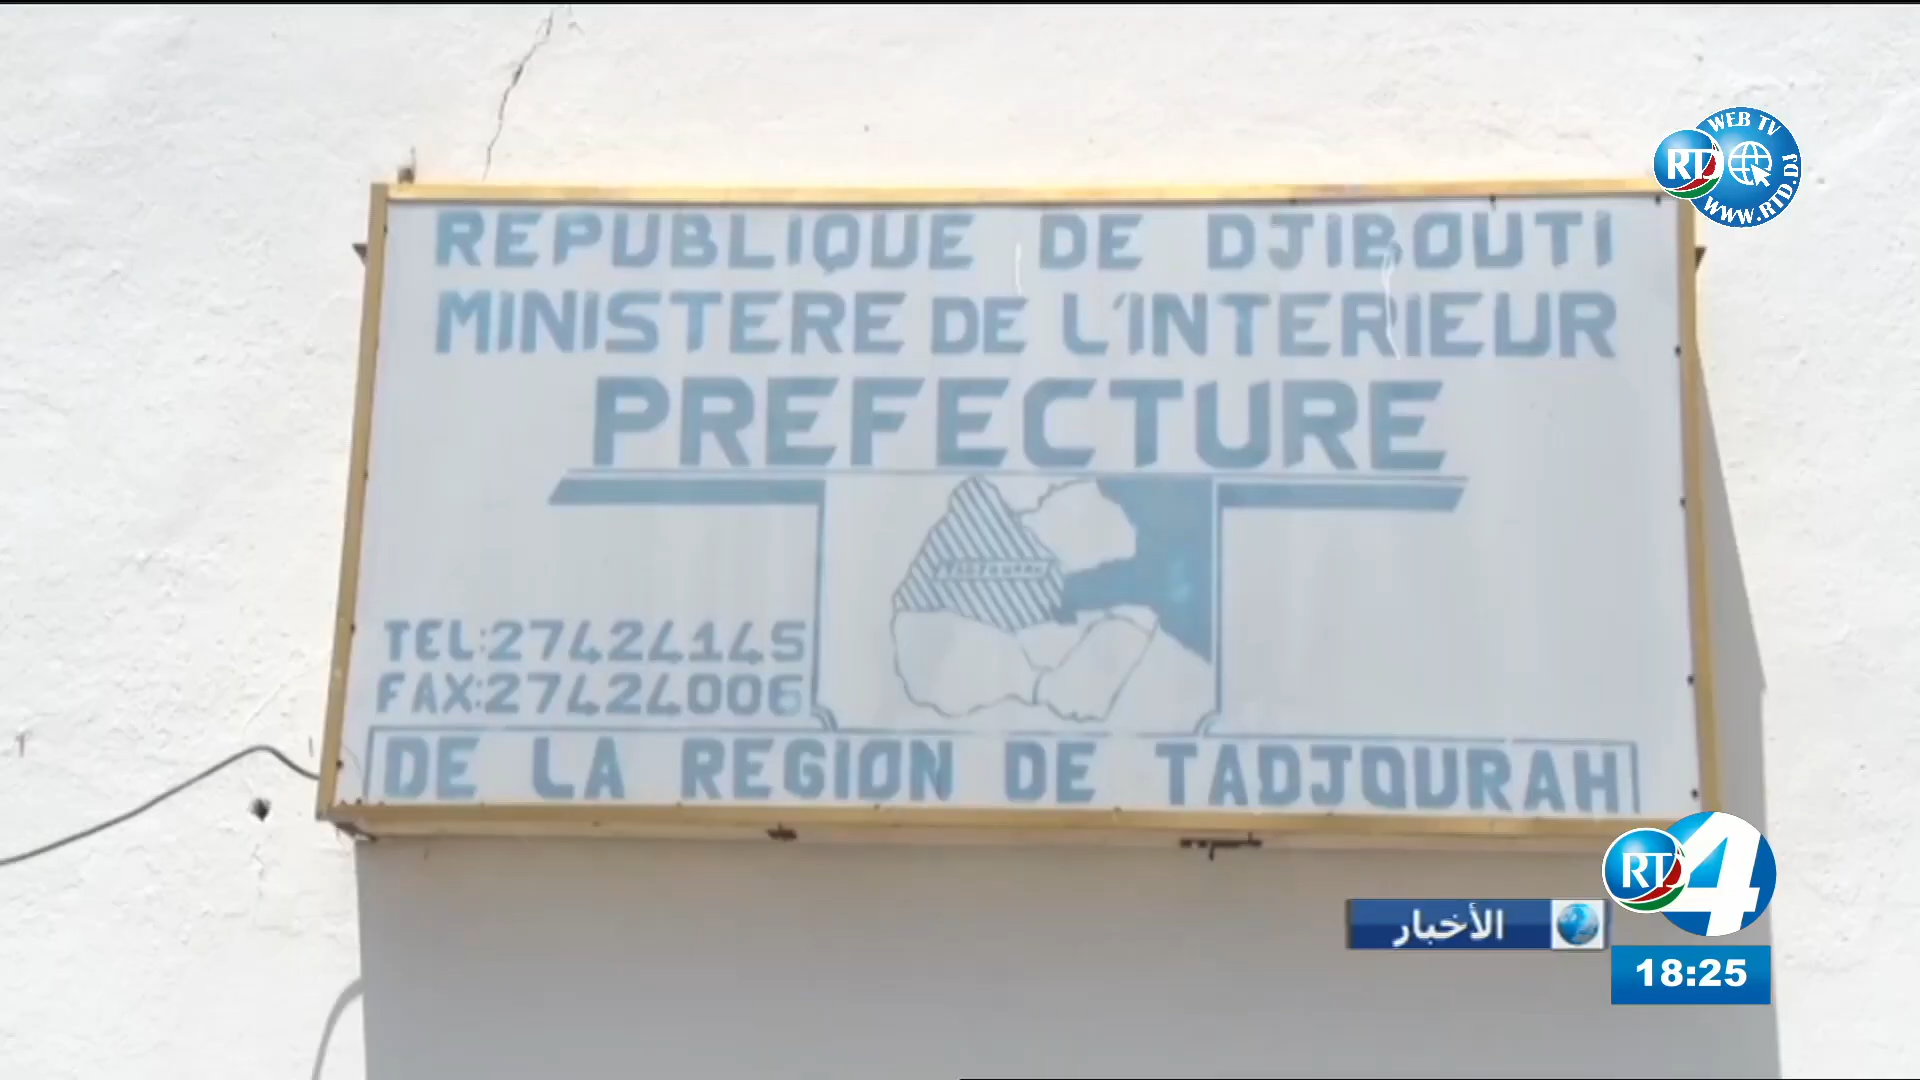 WEB TV
RTD
WWW.RTD.DJ
REPUBLIQUE DE DJIBOUTI
MINISTERE DE L'INTERIEUR
PREFECTURE
TADJOURAH
TEL:27424145
FAX:27424006
DE LA REGION DE TADJOURAH
RTD 4
الأخبار
18:25